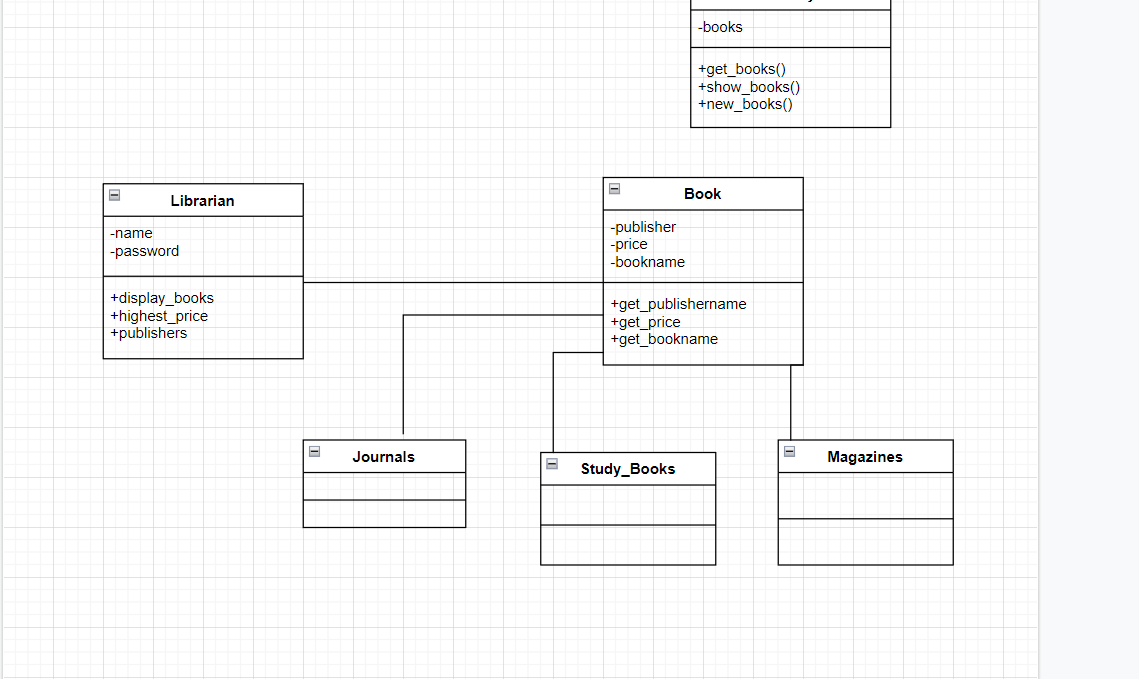 -books
+get_books()
+show_books()
+new_books()
Librarian
-name
-password
+display_books
+highest_price
+publishers
Book
-publisher
-price
-bookname
+get_publishername
+get_price
+get_bookname
Journals
Study_Books
Magazines